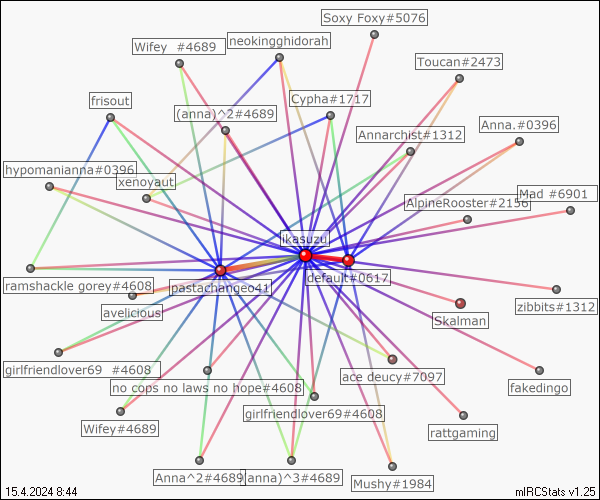 Soxy Foxy#5076
Wifey  #4689
neokingghidorah
Toucan#2473
frisout
(anna)^2#4689
Cypha#1717
Annarchist#1312
Anna.#0396
hypomanianna#0396
xenoyaut
AlpineRooster#2156
Mad  #6901
ikasuzu
ramshackle gorey#4608
pastachangeo41
default#0617
zibbits#1312
avelicious
Skalman
girlfriendlover69  #4608
no cops no laws no hope#4608
ace deucy#7097
fakedingo
girlfriendlover69#4608
Wifey#4689
rattgaming
Anna^2#4689
(anna)^3#4689
Mushy#1984
15.4.2024 8:44
mIRCStats v1.25